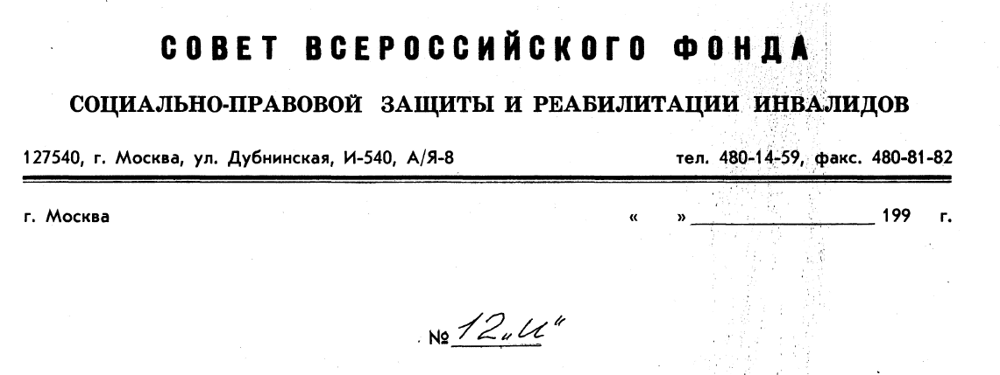 СОВЕТ ВСЕРОССИЙСКОГО ФОНДА
СОЦИАЛЬНО-ПРАВОВОЙ ЗАЩИТЫ И РЕАБИЛИТАЦИИ ИНВАЛИДОВ
127540, г. Москва, ул. Дубнинская, И-540, А/Я-8 тел. 480-14-59, факс. 480-81-82
г. Москва « » ______________ 199 г.
№ 12 „И“